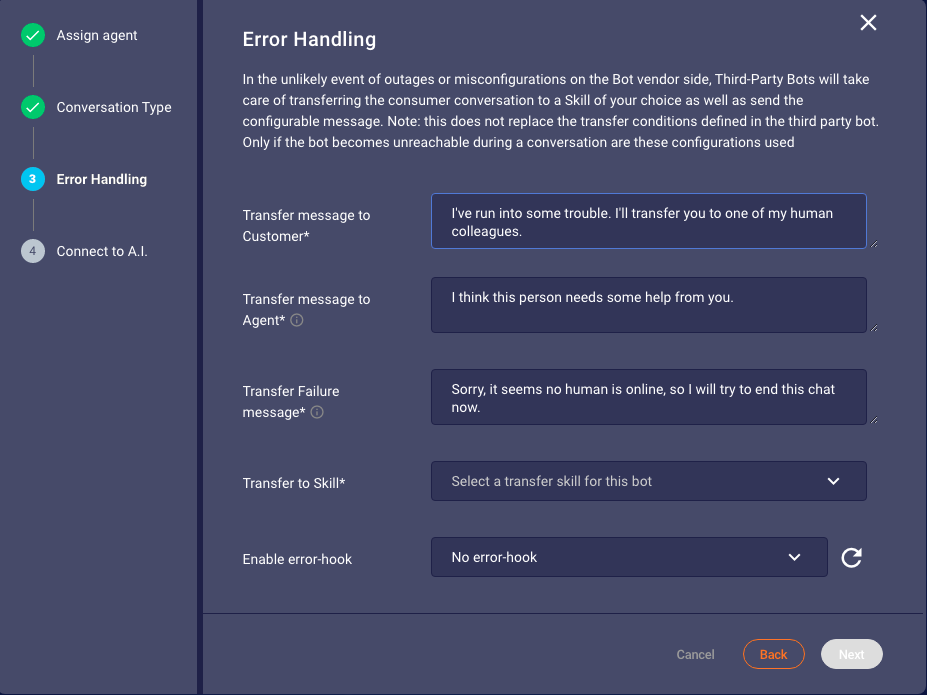 Assign agent
Conversation Type
3 Error Handling
4 Connect to A.I.
Error Handling
In the unlikely event of outages or misconfigurations on the Bot vendor side, Third-Party Bots will take
care of transferring the consumer conversation to a Skill of your choice as well as send the
configurable message. Note: this does not replace the transfer conditions defined in the third party bot.
Only if the bot becomes unreachable during a conversation are these configurations used
Transfer message to
Customer*
I've run into some trouble. I'll transfer you to one of my human
colleagues.
Transfer message to
Agent*
I think this person needs some help from you.
Transfer Failure
message*
Sorry, it seems no human is online, so I will try to end this chat
now.
Transfer to Skill*
Select a transfer skill for this bot
Enable error-hook
No error-hook
Cancel
Back
Next